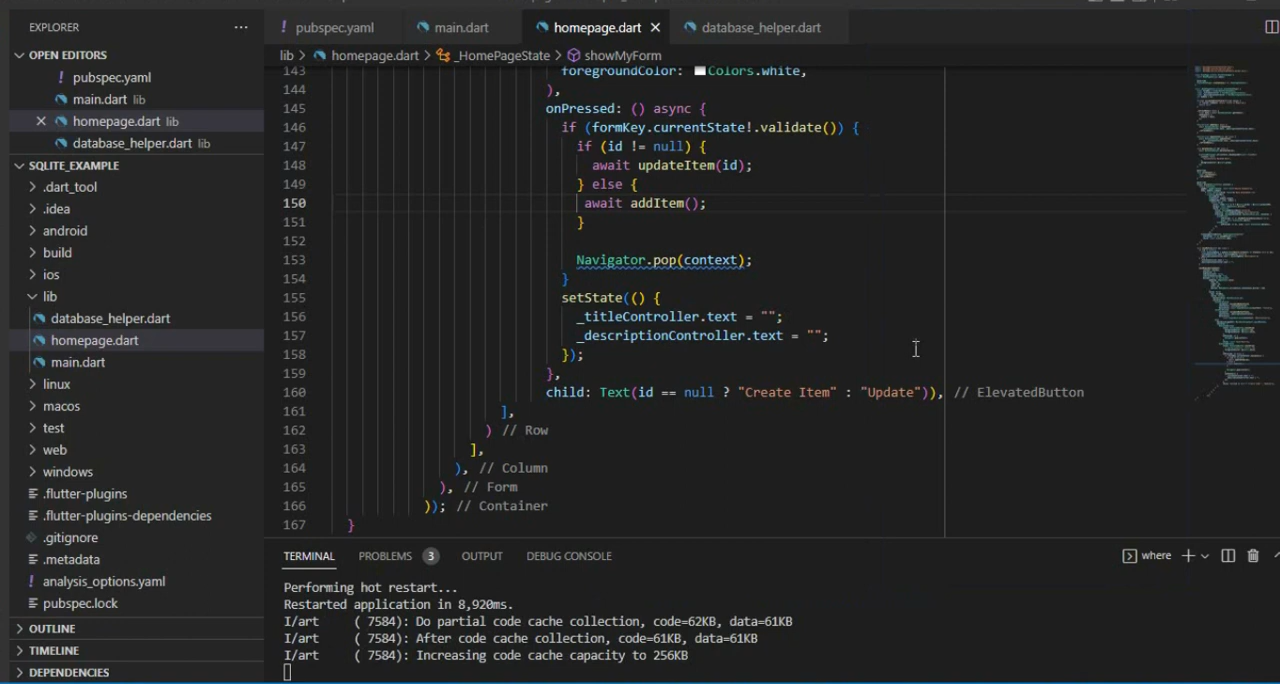 EXPLORER
OPEN EDITORS
pubspec.yaml
main.dart lib
homepage.dart lib
database_helper.dart lib
SQLITE_EXAMPLE
.dart_tool
.idea
android
build
ios
lib
database_helper.dart
homepage.dart
main.dart
linux
macos
test
web
windows
.flutter-plugins
.flutter-plugins-dependencies
.gitignore
.metadata
analysis_options.yaml
pubspec.lock
OUTLINE
TIMELINE
DEPENDENCIES
pubspec.yaml main.dart homepage.dart database_helper.dart
lib > homepage.dart > _HomePageState > showMyForm
143 foregroundColor: Colors.white,
144 ),
145 onPressed: () async {
146 if (formKey.currentState!.validate()) {
147 if (id != null) {
148 await updateItem(id);
149 } else {
150 await addItem();
151 }
152
153 Navigator.pop(context);
154 }
155 setState(() {
156 _titleController.text = "";
157 _descriptionController.text = "";
158 });
159 },
160 child: Text(id == null ? "Create Item" : "Update")), // ElevatedButton
161 ],
162 ) // Row
163 ],
164 ), // Column
165 ), // Form
166 )); // Container
167 }
TERMINAL PROBLEMS 3 OUTPUT DEBUG CONSOLE where
Performing hot restart...
Restarted application in 8,920ms.
I/art ( 7584): Do partial code cache collection, code=62KB, data=61KB
I/art ( 7584): After code cache collection, code=61KB, data=61KB
I/art ( 7584): Increasing code cache capacity to 256KB